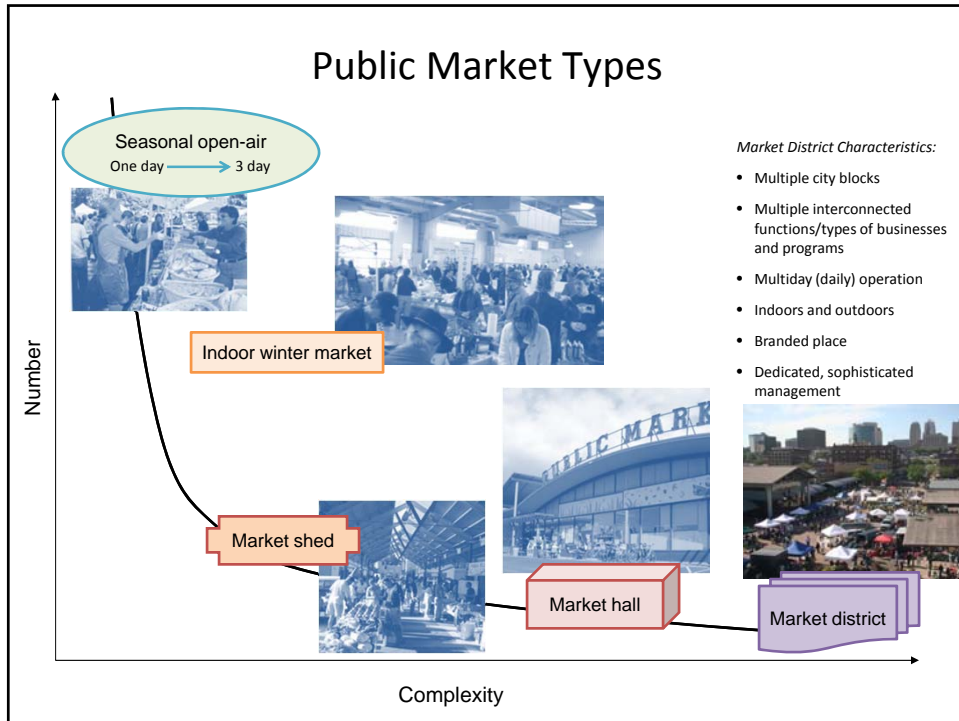 Public Market Types
Seasonal open-air
One day 3 day
Market District Characteristics:
• Multiple city blocks
• Multiple interconnected
functions/types of businesses
and programs
• Multiday (daily) operation
• Indoors and outdoors
• Branded place
• Dedicated, sophisticated
management
Indoor winter market
Number
PUBLIC MARK
Market shed
Market hall
Market district
Complexity